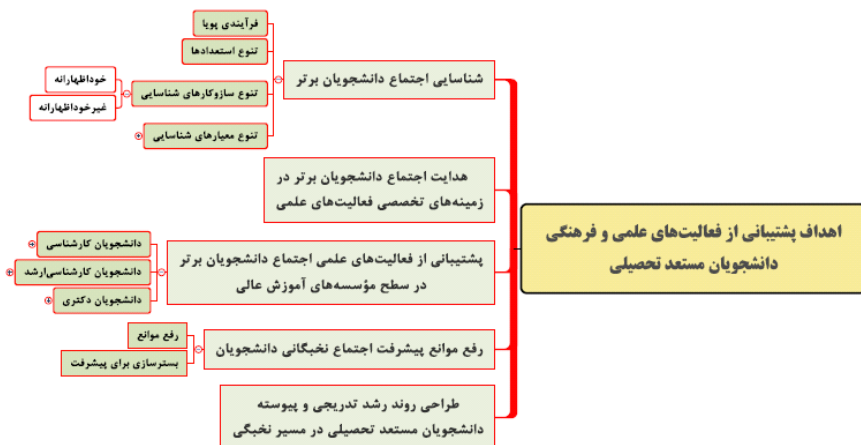 اهداف پشتیبانی از فعالیت‌های علمی و فرهنگی
دانشجویان مستعد تحصیلی
شناسایی اجتماع دانشجویان برتر
فرآیندی پویا
تنوع استعدادها
تنوع سازوکارهای شناسایی
خوداظهارانه
غیرخوداظهارانه
تنوع معیارهای شناسایی
هدایت اجتماع دانشجویان برتر در
زمینه‌های تخصصی فعالیت‌های علمی
پشتیبانی از فعالیت‌های علمی اجتماع دانشجویان برتر
در سطح مؤسسه‌های آموزش عالی
دانشجویان کارشناسی
دانشجویان کارشناسی‌ارشد
دانشجویان دکتری
رفع موانع پیشرفت اجتماع نخبگانی دانشجویان
رفع موانع
بسترسازی برای پیشرفت
طراحی روند رشد تدریجی و پیوسته
دانشجویان مستعد تحصیلی در مسیر نخبگی